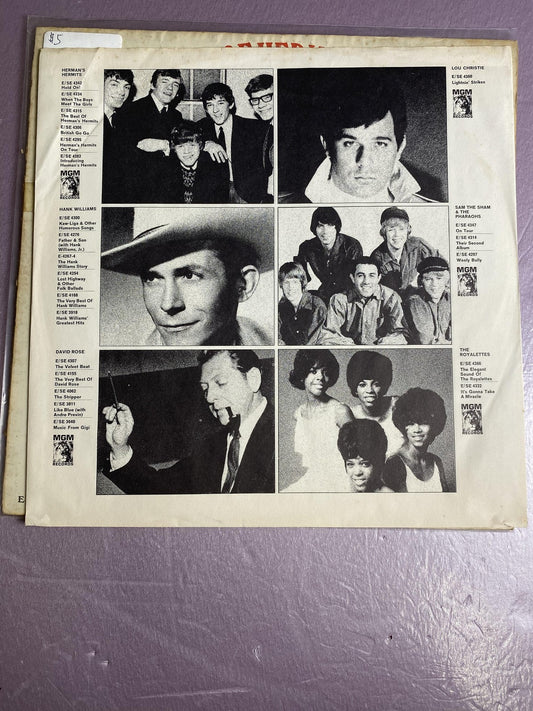 $5
HERMAN'S
HERMITS
E/SE 4342
Hold On!
E/SE 4334
When The Boys
Meet The Girls
E/SE 4315
The Best Of
Herman's Hermits
E/SE 4306
British Go Go
E/SE 4295
Herman's Hermits
On Tour
E/SE 4282
Introducing
Herman's Hermits
MGM
RECORDS
LOU CHRISTIE
E/SE 4360
Lightnin' Strikes
MGM
RECORDS
HANK WILLIAMS
E/SE 4300
Kaw-Liga & Other
Humorous Songs
E/SE 4276
Father & Son
(with Hank
Williams, Jr.)
E-4267-4
The Hank
Williams Story
E/SE 4254
Lost Highway
& Other
Folk Ballads
E/SE 4168
The Very Best Of
Hank Williams
E/SE 3918
Hank Williams'
Greatest Hits
SAM THE SHAM
& THE
PHARAOHS
E/SE 4347
On Tour
E/SE 4314
Their Second
Album
E/SE 4297
Wooly Bully
MGM
RECORDS
DAVID ROSE
E/SE 4307
The Velvet Beat
E/SE 4155
The Very Best Of
David Rose
E/SE 4062
The Stripper
E/SE 3811
Like Blue (with
Andre Previn)
E/SE 3640
Music From Gigi
MGM
RECORDS
THE
ROYALETTES
E/SE 4366
The Elegant
Sound Of
The Royalettes
E/SE 4332
It's Gonna Take
A Miracle
MGM
RECORDS
E